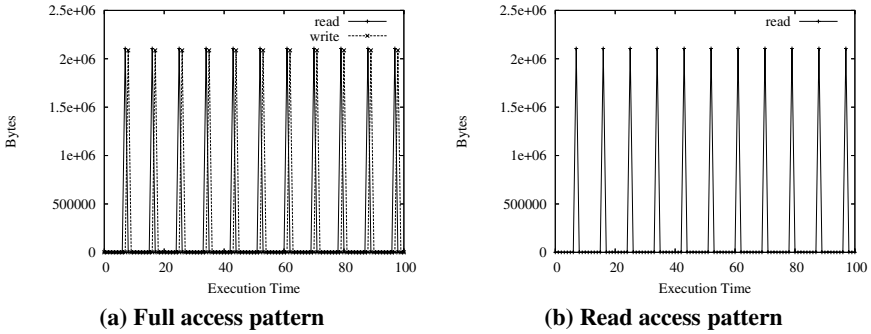 2.5e+06
read
write
2e+06
1.5e+06
Bytes
1e+06
500000
0
0 20 40 60 80 100
Execution Time
(a) Full access pattern
2.5e+06
read
2e+06
1.5e+06
Bytes
1e+06
500000
0
0 20 40 60 80 100
Execution Time
(b) Read access pattern